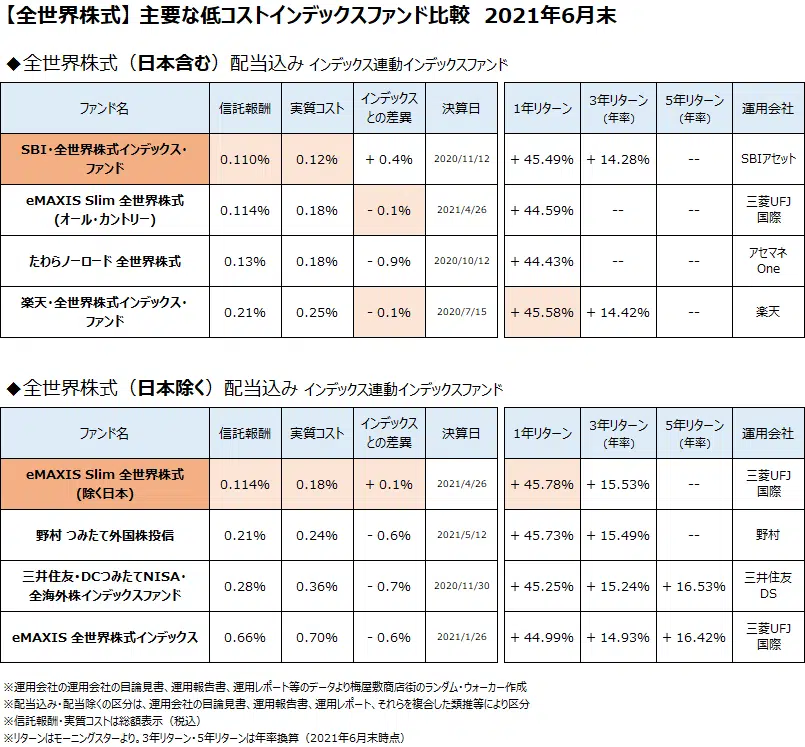 【全世界株式】 主要な低コストインデックスファンド比較 2021年6月末
◆全世界株式（日本含む）配当込み インデックス連動インデックスファンド
ファンド名 信託報酬 実質コスト インデックス との差異 決算日 1年リターン 3年リターン (年率) 5年リターン (年率) 運用会社
SBI・全世界株式インデックス・ ファンド 0.110% 0.12% + 0.4% 2020/11/12 + 45.49% + 14.28% -- SBIアセット
eMAXIS Slim 全世界株式 (オール・カントリー) 0.114% 0.18% - 0.1% 2021/4/26 + 44.59% -- -- 三菱UFJ 国際
たわらノーロード 全世界株式 0.13% 0.18% - 0.9% 2020/10/12 + 44.43% -- -- アセマネ One
楽天・全世界株式インデックス・ ファンド 0.21% 0.25% - 0.1% 2020/7/15 + 45.58% + 14.42% -- 楽天
◆全世界株式（日本除く）配当込み インデックス連動インデックスファンド
ファンド名 信託報酬 実質コスト インデックス との差異 決算日 1年リターン 3年リターン (年率) 5年リターン (年率) 運用会社
eMAXIS Slim 全世界株式 (除く日本) 0.114% 0.18% + 0.1% 2021/4/26 + 45.78% + 15.53% -- 三菱UFJ 国際
野村 つみたて外国株投信 0.21% 0.24% - 0.6% 2021/5/12 + 45.73% + 15.49% -- 野村
三井住友・DCつみたてNISA・ 全海外株インデックスファンド 0.28% 0.36% - 0.7% 2020/11/30 + 45.25% + 15.24% + 16.53% 三井住友 DS
eMAXIS 全世界株式インデックス 0.66% 0.70% - 0.6% 2021/1/26 + 44.99% + 14.93% + 16.42% 三菱UFJ 国際
※運用会社の運用会社の目論見書、運用報告書、運用レポート等のデータより梅屋敷商店街のランダム・ウォーカー作成
※配当込み・配当除くの区分は、運用会社の目論見書、運用報告書、運用レポート、それらを複合した類推等により区分
※信託報酬・実質コストは総額表示（税込）
※リターンはモーニングスターより。3年リターン・5年リターンは年率換算（2021年6月末時点）